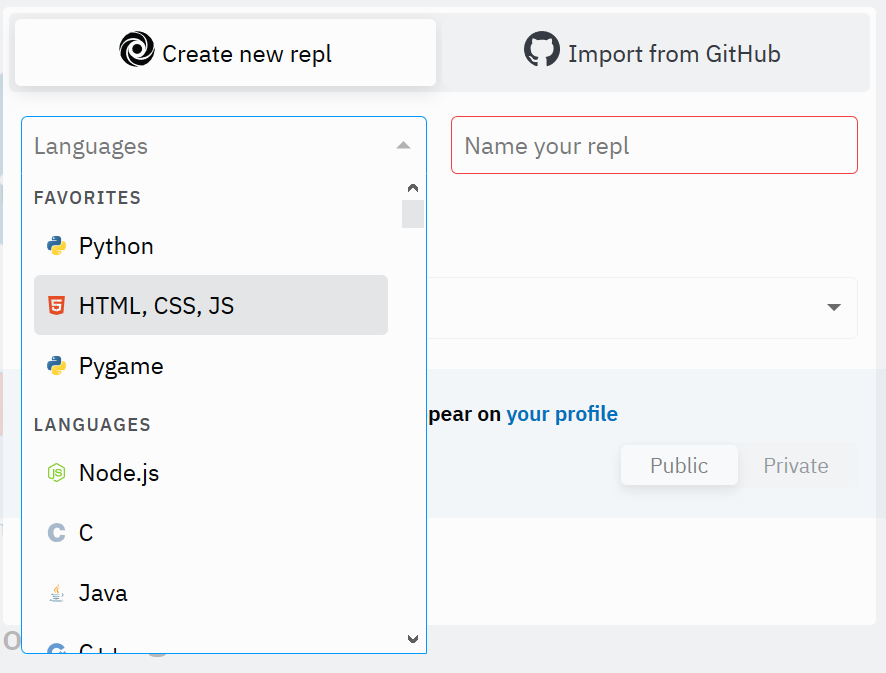 Create new repl
Import from GitHub
Languages
Name your repl
FAVORITES
Python
HTML, CSS, JS
Pygame
pear on your profile
LANGUAGES
Public
Private
Node.js
C
Java
C++